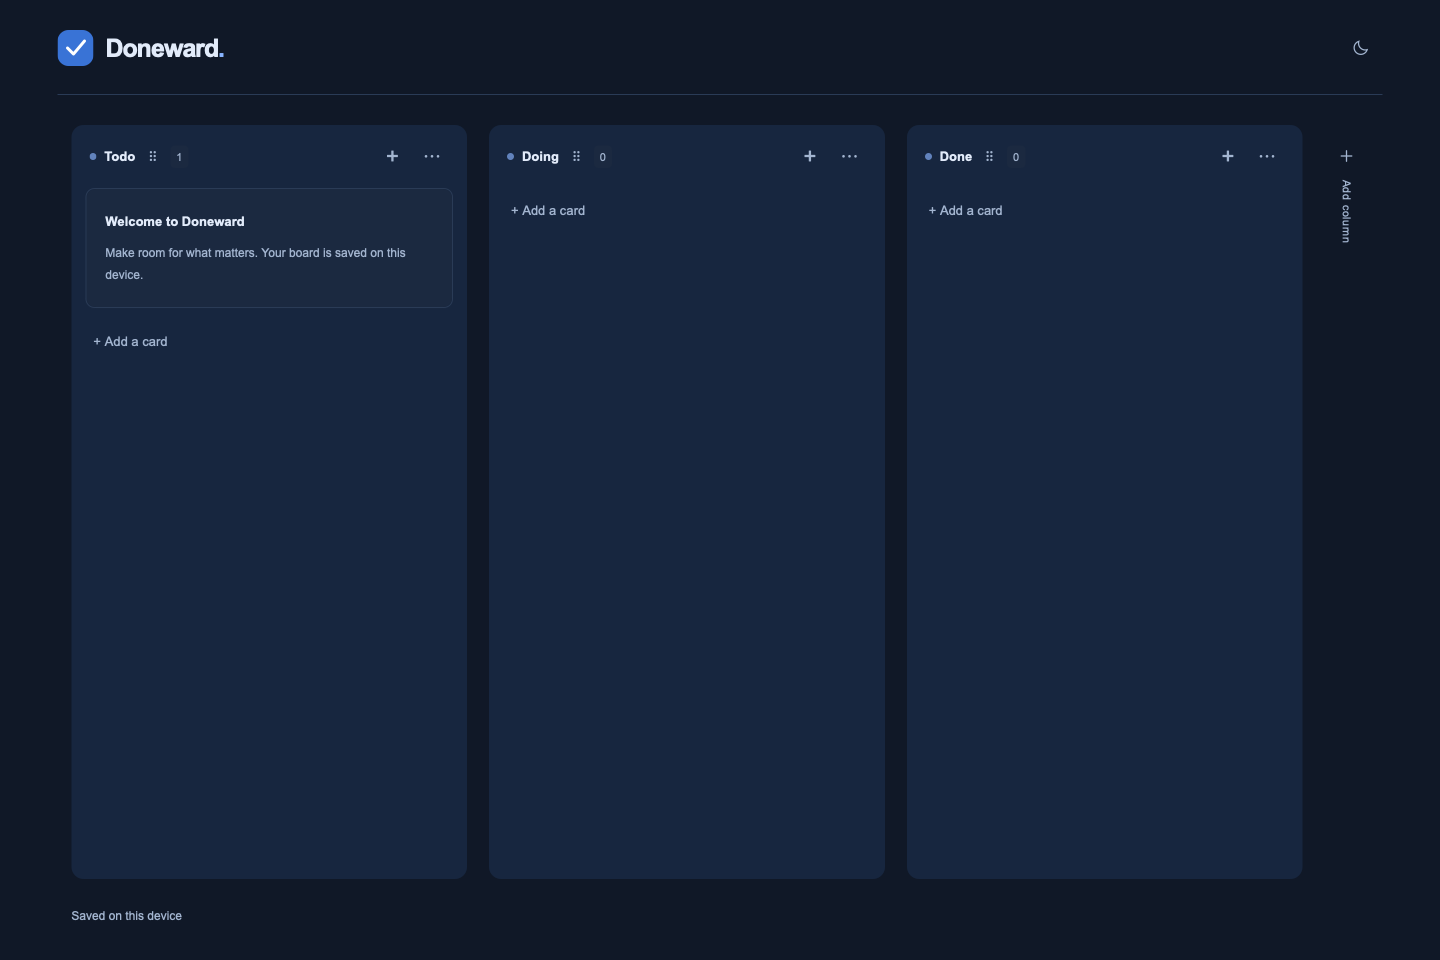 Doneward.
Todo 1
Welcome to Doneward
Make room for what matters. Your board is saved on this
device.
+ Add a card
Doing 0
+ Add a card
Done 0
+ Add a card
Add column
Saved on this device